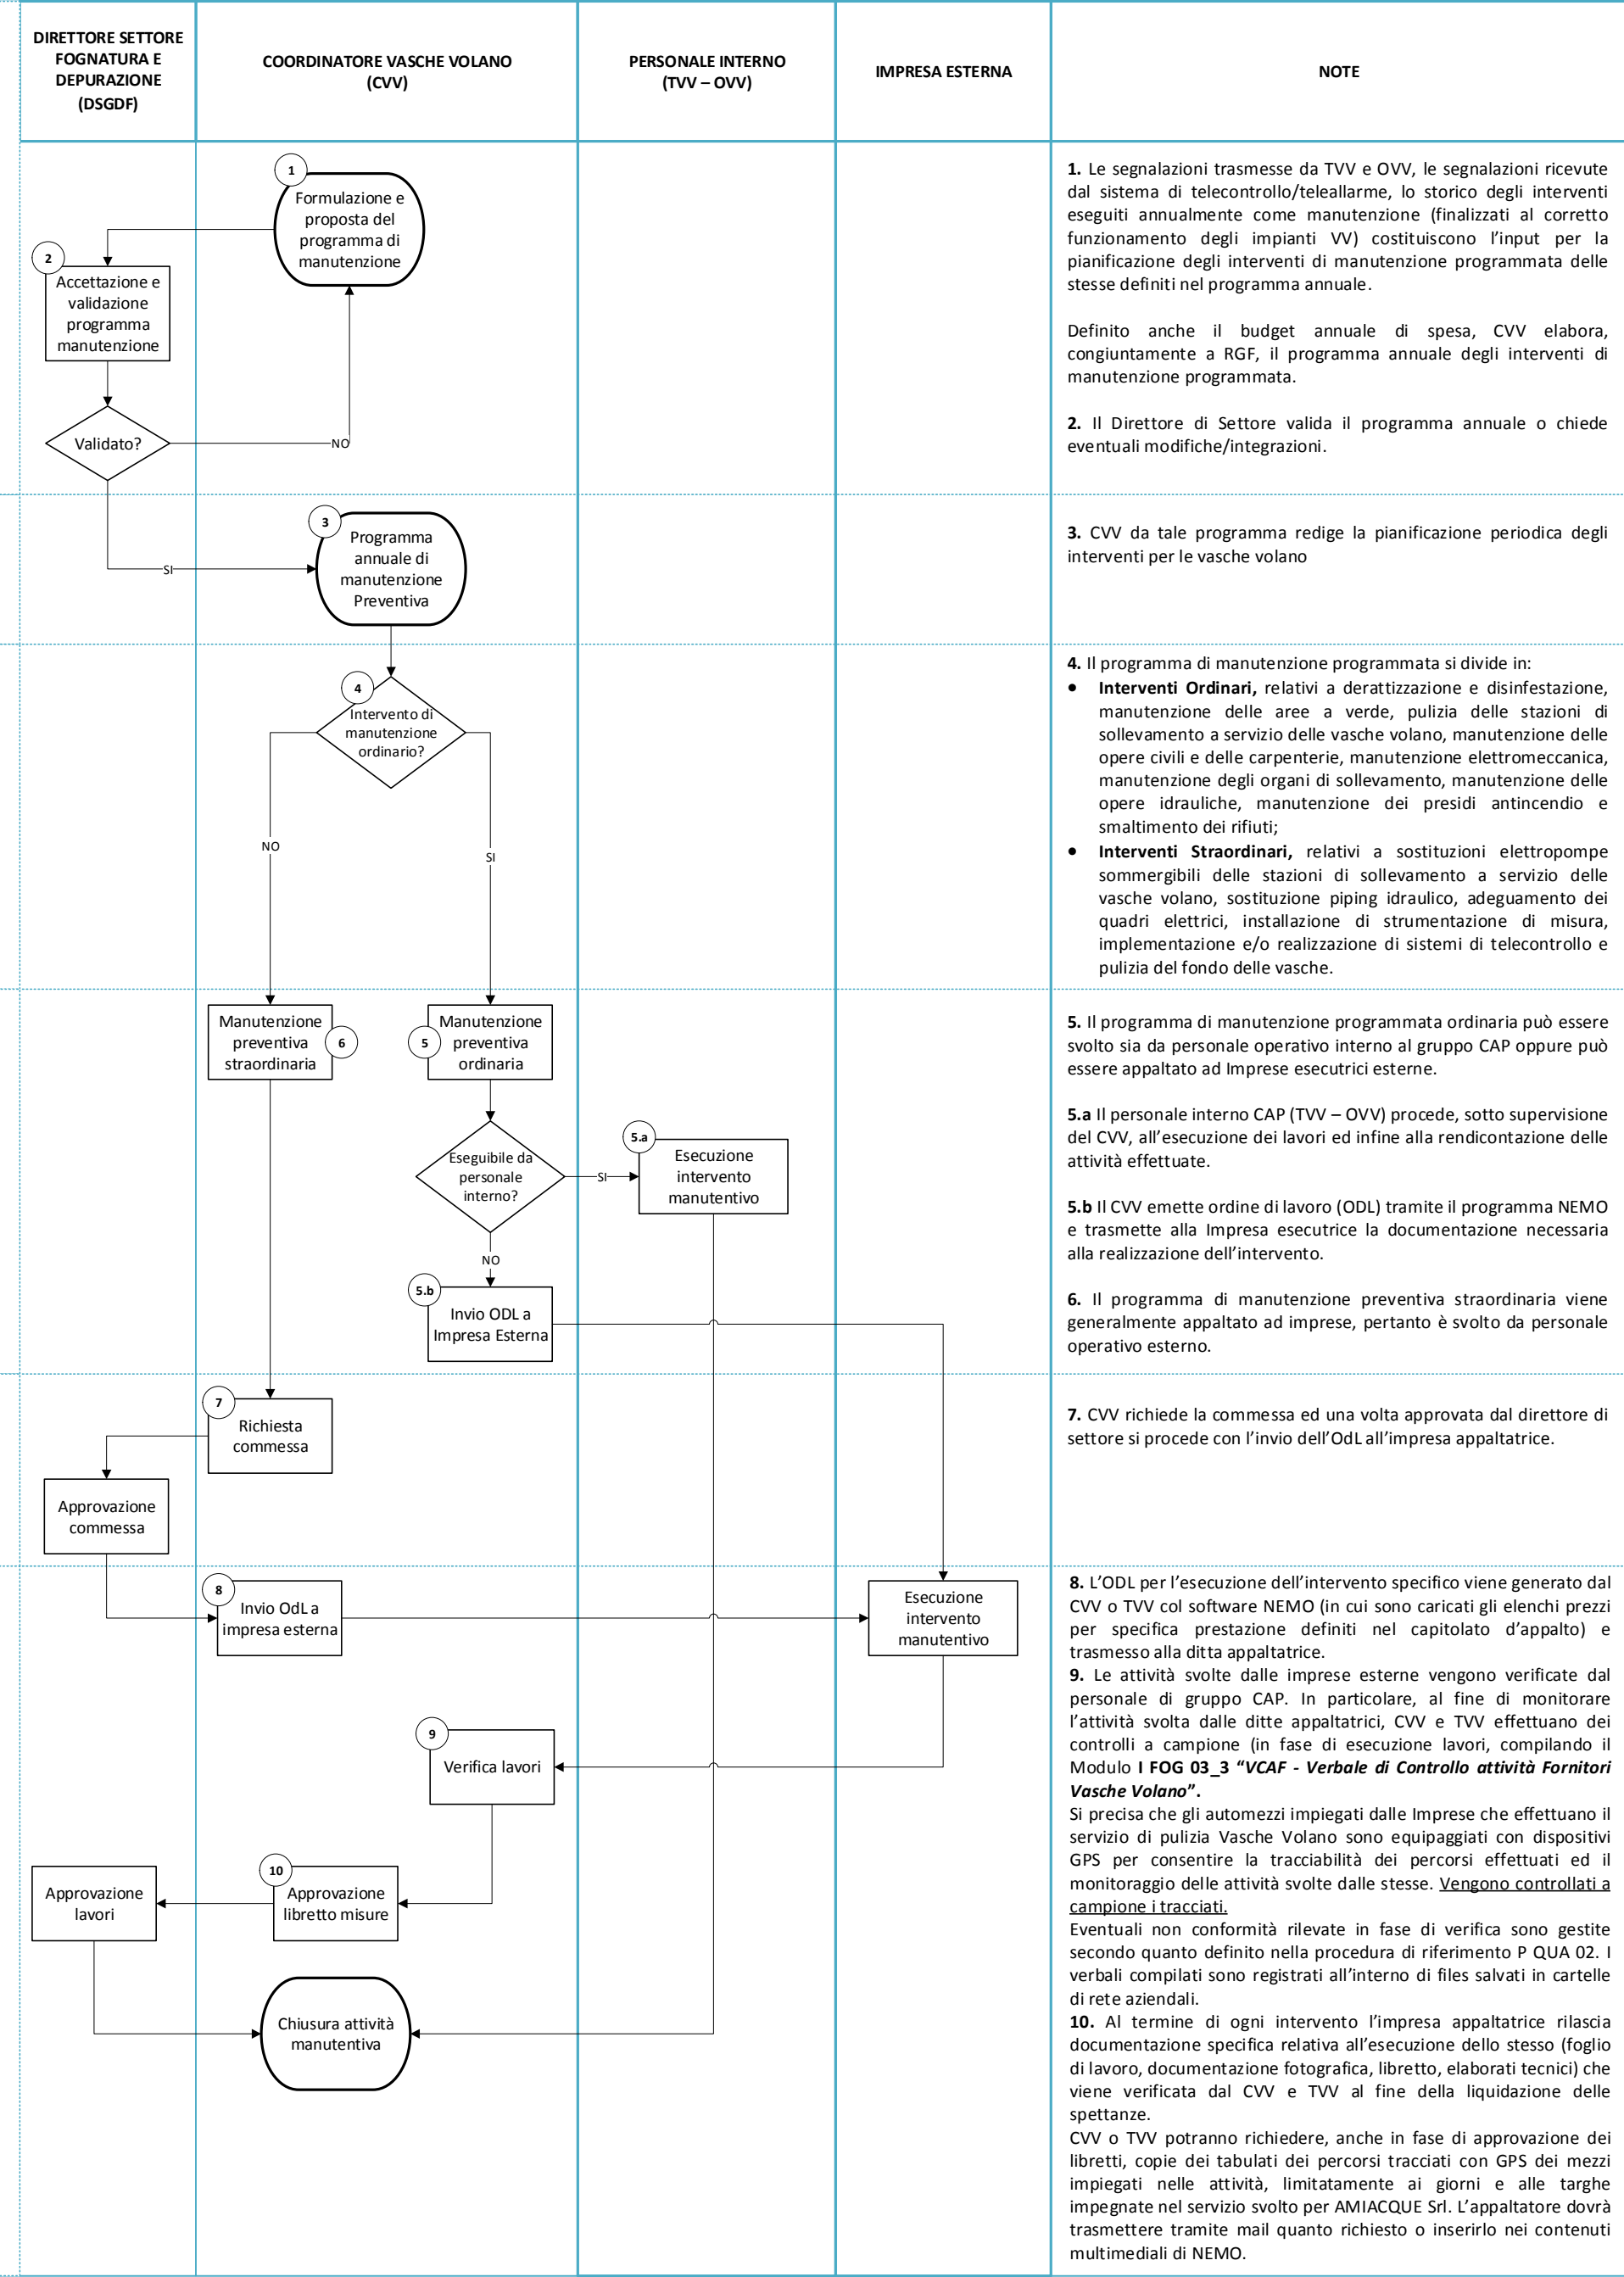 DIRETTORE SETTORE
FOGNATURA E
DEPURAZIONE
(DSGDF)
COORDINATORE VASCHE VOLANO
(CVV)
PERSONALE INTERNO
(TVV – OVV)
IMPRESA ESTERNA
NOTE
1
Formulazione e
proposta del
programma di
manutenzione
2
Accettazione e
validazione
programma
manutenzione
Validato?
NO
1. Le segnalazioni trasmesse da TVV e OVV, le segnalazioni ricevute
dal sistema di telecontrollo/teleallarme, lo storico degli interventi
eseguiti annualmente come manutenzione (finalizzati al corretto
funzionamento degli impianti VV) costituiscono l’input per la
pianificazione degli interventi di manutenzione programmata delle
stesse definiti nel programma annuale.
Definito anche il budget annuale di spesa, CVV elabora,
congiuntamente a RGF, il programma annuale degli interventi di
manutenzione programmata.
2. Il Direttore di Settore valida il programma annuale o chiede
eventuali modifiche/integrazioni.
3
Programma
annuale di
manutenzione
Preventiva
SI
3. CVV da tale programma redige la pianificazione periodica degli
interventi per le vasche volano
4
Intervento di
manutenzione
ordinario?
NO
SI
4. Il programma di manutenzione programmata si divide in:
• Interventi Ordinari, relativi a derattizzazione e disinfestazione,
manutenzione delle aree a verde, pulizia delle stazioni di
sollevamento a servizio delle vasche volano, manutenzione delle
opere civili e delle carpenterie, manutenzione elettromeccanica,
manutenzione degli organi di sollevamento, manutenzione delle
opere idrauliche, manutenzione dei presidi antincendio e
smaltimento dei rifiuti;
• Interventi Straordinari, relativi a sostituzioni elettropompe
sommergibili delle stazioni di sollevamento a servizio delle
vasche volano, sostituzione piping idraulico, adeguamento dei
quadri elettrici, installazione di strumentazione di misura,
implementazione e/o realizzazione di sistemi di telecontrollo e
pulizia del fondo delle vasche.
Manutenzione
preventiva
straordinaria
6
5
Manutenzione
preventiva
ordinaria
Eseguibile da
personale
interno?
SI
5.a
Esecuzione
intervento
manutentivo
NO
5.b
Invio ODL a
Impresa Esterna
5. Il programma di manutenzione programmata ordinaria può essere
svolto sia da personale operativo interno al gruppo CAP oppure può
essere appaltato ad Imprese esecutrici esterne.
5.a Il personale interno CAP (TVV – OVV) procede, sotto supervisione
del CVV, all’esecuzione dei lavori ed infine alla rendicontazione delle
attività effettuate.
5.b Il CVV emette ordine di lavoro (ODL) tramite il programma NEMO
e trasmette alla Impresa esecutrice la documentazione necessaria
alla realizzazione dell’intervento.
6. Il programma di manutenzione preventiva straordinaria viene
generalmente appaltato ad imprese, pertanto è svolto da personale
operativo esterno.
7
Richiesta
commessa
Approvazione
commessa
7. CVV richiede la commessa ed una volta approvata dal direttore di
settore si procede con l’invio dell’OdL all’impresa appaltatrice.
8
Invio OdL a
impresa esterna
Esecuzione
intervento
manutentivo
9
Verifica lavori
10
Approvazione
libretto misure
Approvazione
lavori
Chiusura attività
manutentiva
8. L’ODL per l’esecuzione dell’intervento specifico viene generato dal
CVV o TVV col software NEMO (in cui sono caricati gli elenchi prezzi
per specifica prestazione definiti nel capitolato d’appalto) e
trasmesso alla ditta appaltatrice.
9. Le attività svolte dalle imprese esterne vengono verificate dal
personale di gruppo CAP. In particolare, al fine di monitorare
l’attività svolta dalle ditte appaltatrici, CVV e TVV effettuano dei
controlli a campione (in fase di esecuzione lavori, compilando il
Modulo I FOG 03_3 “VCAF - Verbale di Controllo attività Fornitori
Vasche Volano”.
Si precisa che gli automezzi impiegati dalle Imprese che effettuano il
servizio di pulizia Vasche Volano sono equipaggiati con dispositivi
GPS per consentire la tracciabilità dei percorsi effettuati ed il
monitoraggio delle attività svolte dalle stesse. Vengono controllati a
campione i tracciati.
Eventuali non conformità rilevate in fase di verifica sono gestite
secondo quanto definito nella procedura di riferimento P QUA 02. I
verbali compilati sono registrati all’interno di files salvati in cartelle
di rete aziendali.
10. Al termine di ogni intervento l’impresa appaltatrice rilascia
documentazione specifica relativa all’esecuzione dello stesso (foglio
di lavoro, documentazione fotografica, libretto, elaborati tecnici) che
viene verificata dal CVV e TVV al fine della liquidazione delle
spettanze.
CVV o TVV potranno richiedere, anche in fase di approvazione dei
libretti, copie dei tabulati dei percorsi tracciati con GPS dei mezzi
impiegati nelle attività, limitatamente ai giorni e alle targhe
impegnate nel servizio svolto per AMIACQUE Srl. L’appaltatore dovrà
trasmettere tramite mail quanto richiesto o inserirlo nei contenuti
multimediali di NEMO.